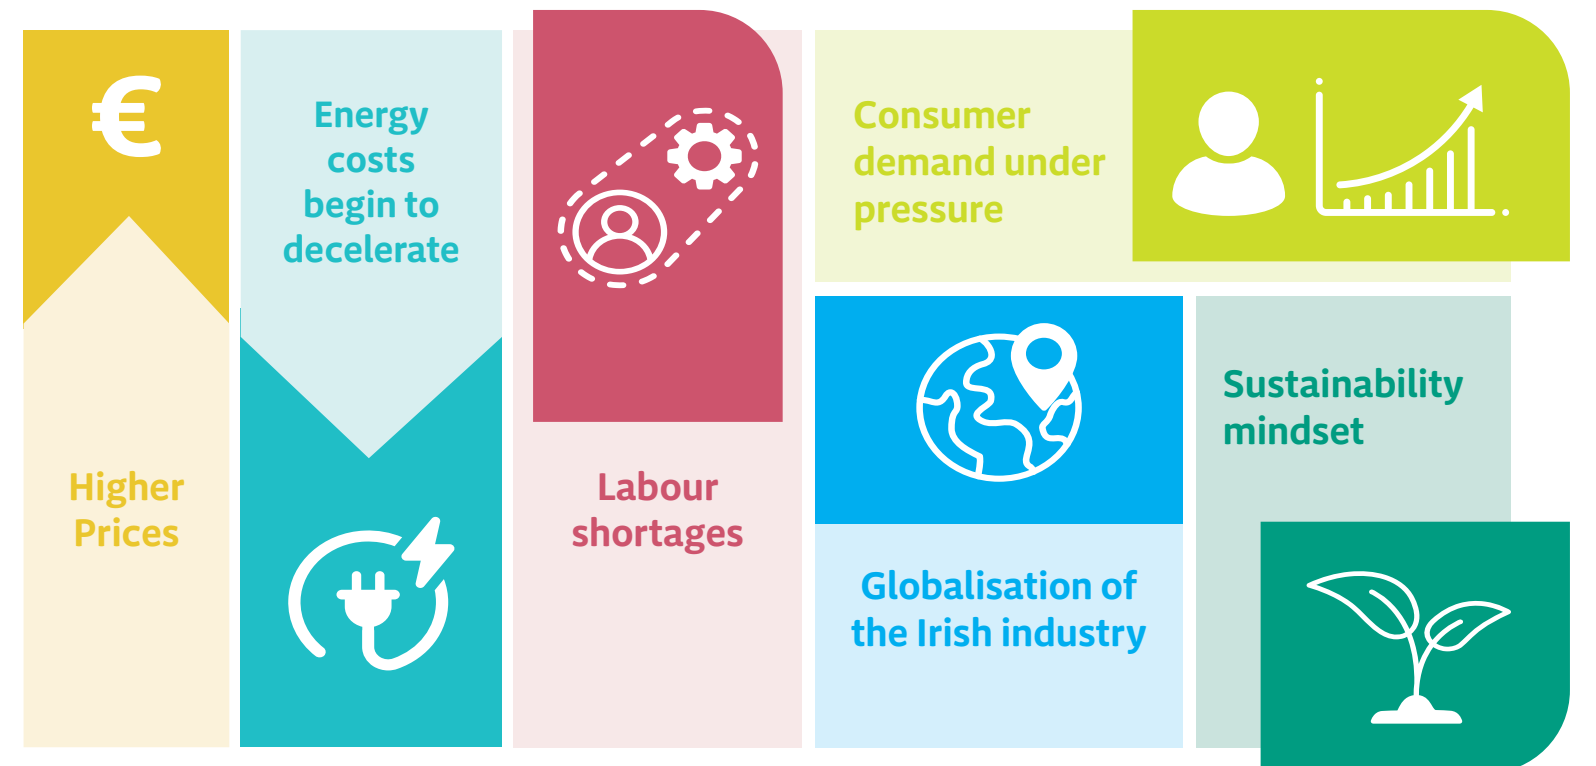 €
Higher
Prices
Energy
costs
begin to
decelerate
Labour
shortages
Consumer
demand under
pressure
Globalisation of
the Irish industry
Sustainability
mindset